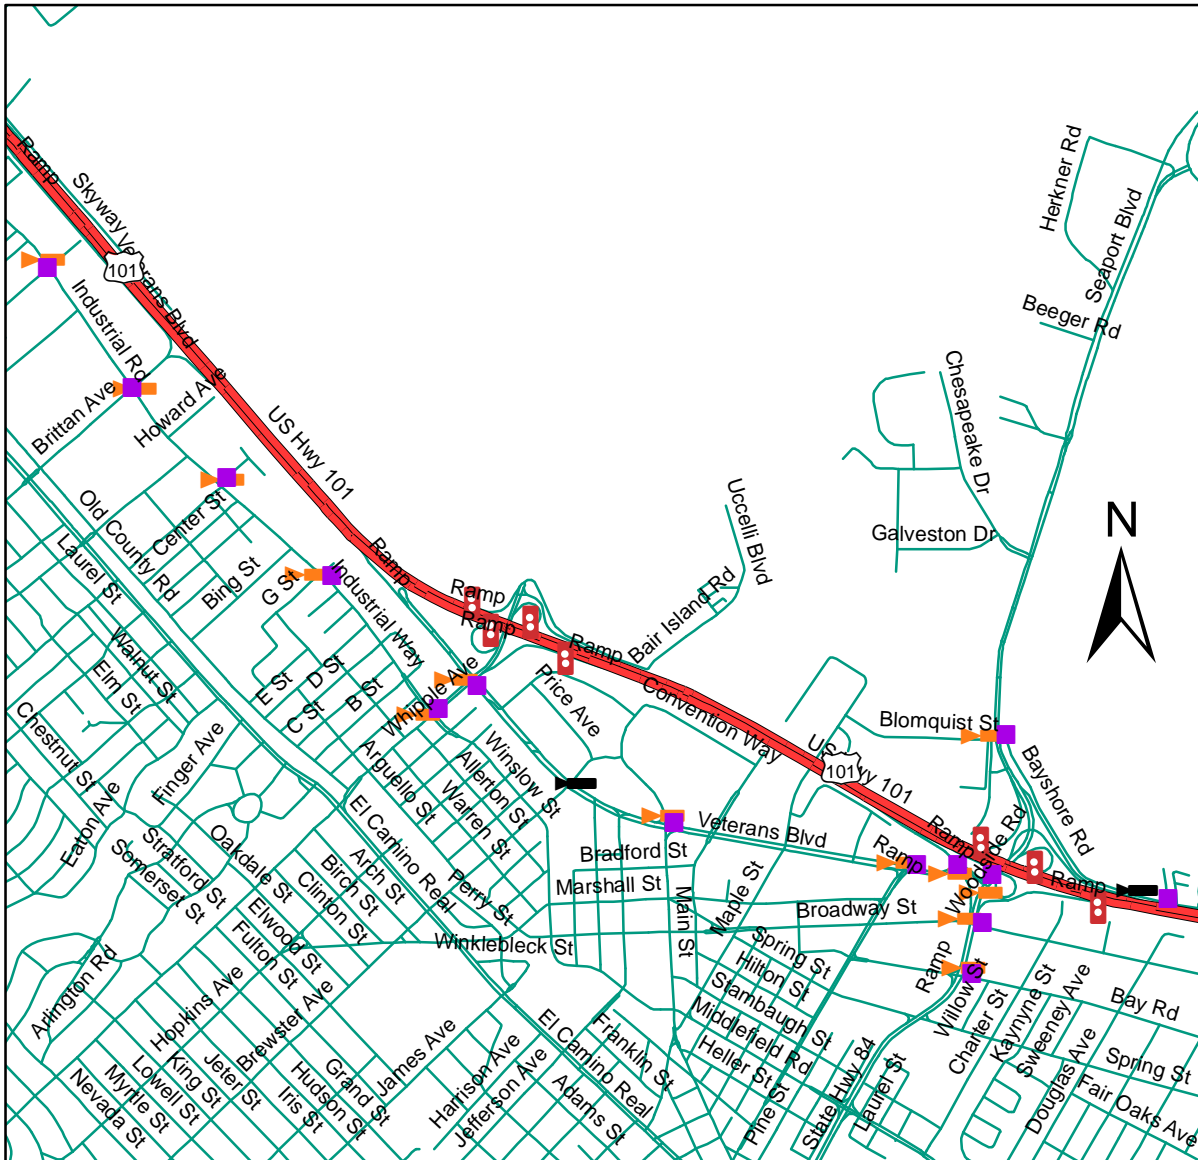 Ramp
Skyway
Veterans Blvd
101
Herkner Rd
Seaport Blvd
Industrial Rd
Beeger Rd
Brittan Ave
Howard Ave
US Hwy 101
Chesapeake Dr
Old County Rd
Center St
Uccelli Blvd
N
Galveston Dr
Laurel St
Bing St
G St
Ramp
Industrial Way
Ramp
Ramp
Ramp
Bair Island Rd
Walnut St
Elm St
E St
D St
C St
B St
Whipple Ave
Price Ave
Convention Way
Blomquist St
Chestnut St
Finger Ave
Arguello St
Allerton St
Winslow St
Warren St
US Hwy 101
101
Bayshore Rd
Eaton Ave
Stratford St
Somerset St
Oakdale St
El Camino Real
Veterans Blvd
Ramp
Ramp
Woodside Rd
Ramp
Bradford St
Marshall St
Main St
Maple St
Broadway St
Birch St
Arch St
Clinton St
Perry St
Elwood St
Fulton St
Winklebleck St
Spring St
Hilton St
Stambaugh St
Middlefield Rd
Heller St
Ramp
Willow St
Charter St
Kaynyne St
Sweeney Ave
Bay Rd
Arlington Rd
Hopkins Ave
Brewster Ave
El Camino Real
Franklin St
James Ave
Harrison Ave
Jefferson Ave
Adams St
Pine St
State Hwy 84
Laurel St
Douglas Ave
Spring St
Fair Oaks Ave
Nevada St
Myrtle St
Lowell St
King St
Jeter St
Iris St
Hudson St
Grand St